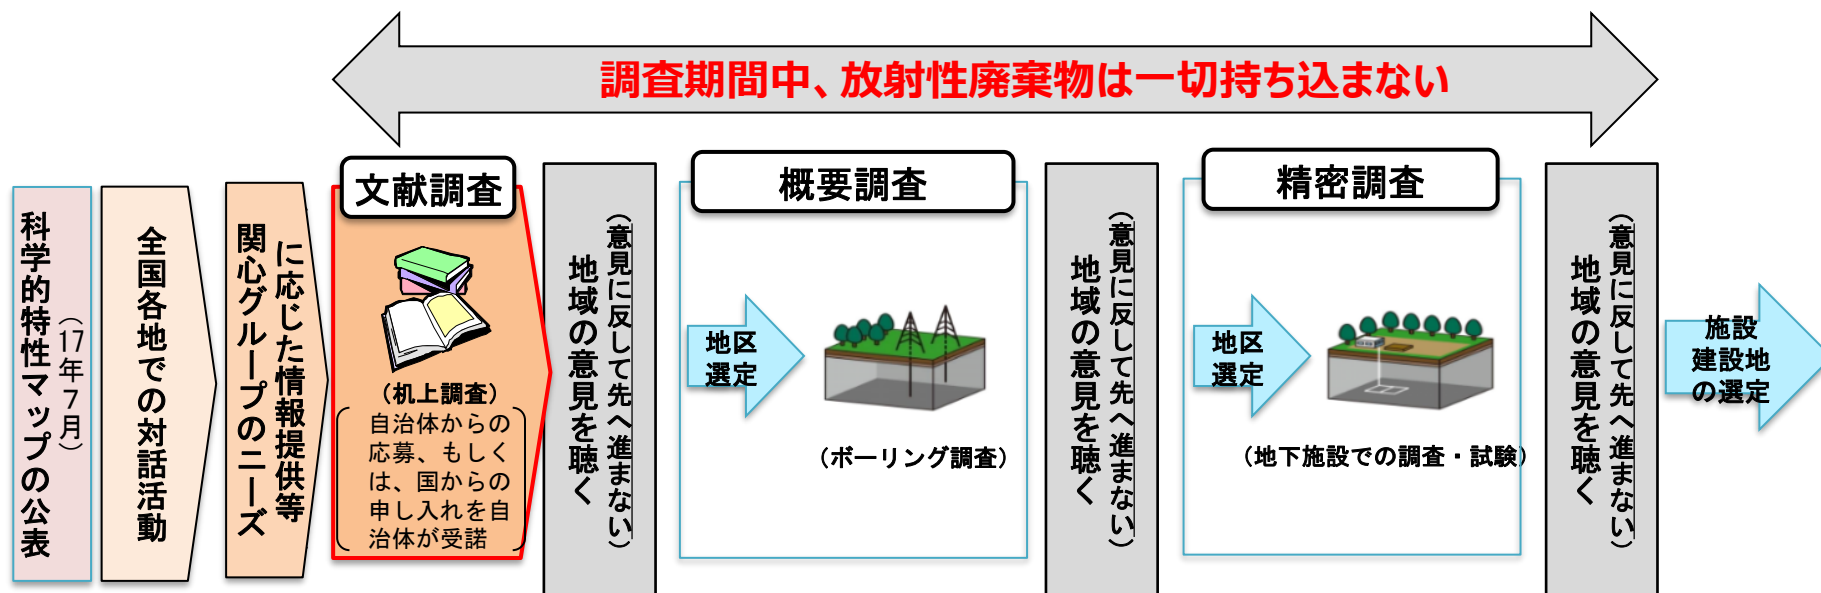 調査期間中、放射性廃棄物は一切持ち込まない
科学的特性マップの公表
（17年7月）
全国各地での対話活動
関心グループのニーズ
に応じた情報提供等
文献調査
（机上調査）
自治体からの
応募、もしく
は、国からの
申し入れを自
治体が受諾
地域の意見を聴く
（意見に反して先へ進まない）
概要調査
地区
選定
（ボーリング調査）
地域の意見を聴く
（意見に反して先へ進まない）
精密調査
地区
選定
（地下施設での調査・試験）
地域の意見を聴く
（意見に反して先へ進まない）
施設
建設地
の選定